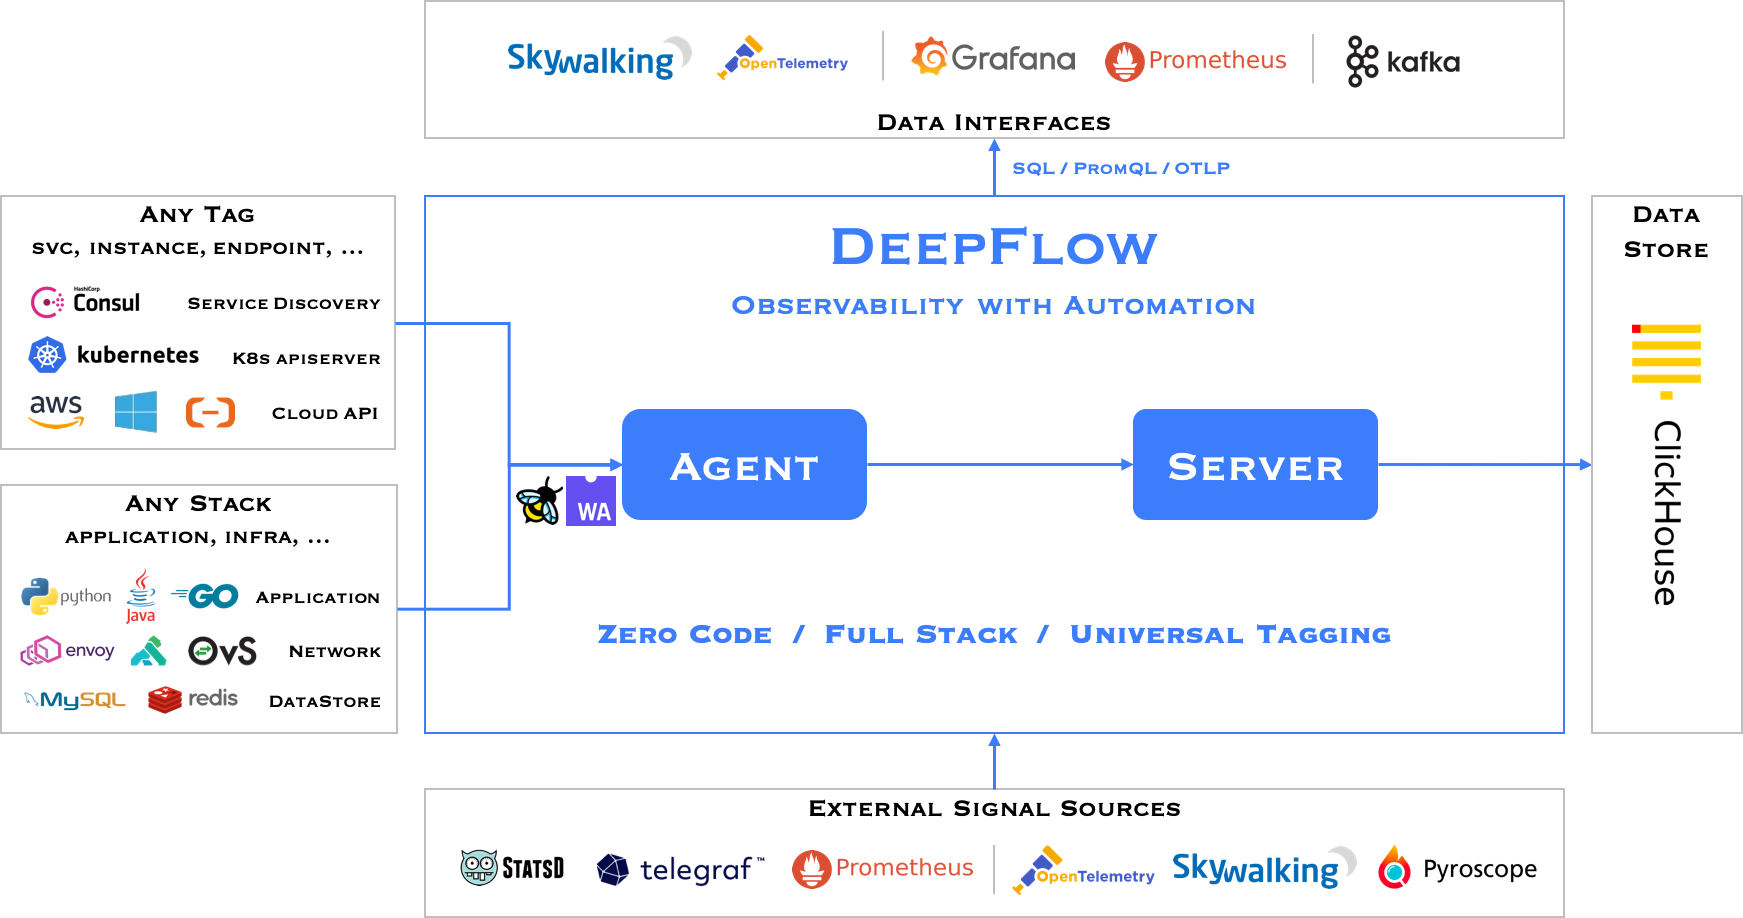 Skywalking OpenTelemetry Grafana Prometheus kafka
Data Interfaces
SQL / PromQL / OTLP
Any Tag
svc, instance, endpoint, ...
HashiCorp
Consul Service Discovery
kubernetes K8s apiserver
aws Cloud API
Any Stack
application, infra, ...
python Java GO Application
envoy OvS Network
MySQL redis DataStore
DeepFlow
Observability with Automation
Agent
Server
WA
Zero Code / Full Stack / Universal Tagging
Data
Store
ClickHouse
External Signal Sources
StatsD telegraf™ Prometheus OpenTelemetry Skywalking Pyroscope